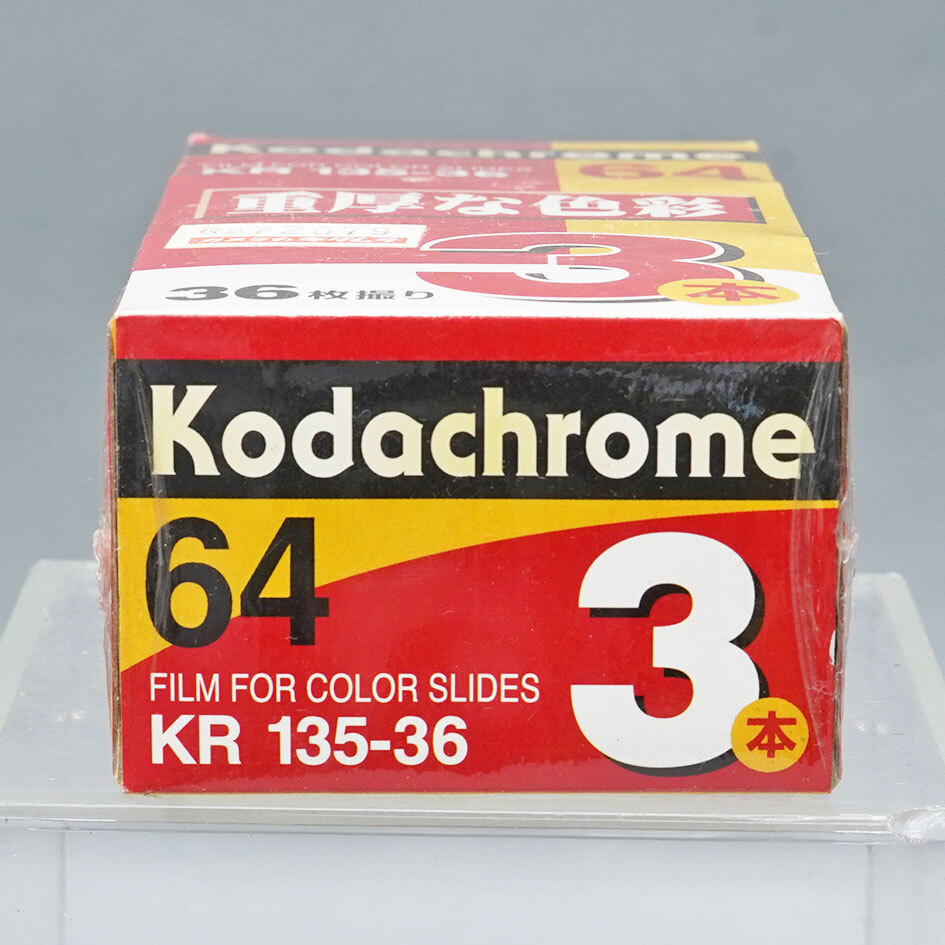 Kodachrome
64
KR 135-36
重厚な色彩
3本
36枚撮り
Kodachrome
64
3本
FILM FOR COLOR SLIDES
KR 135-36